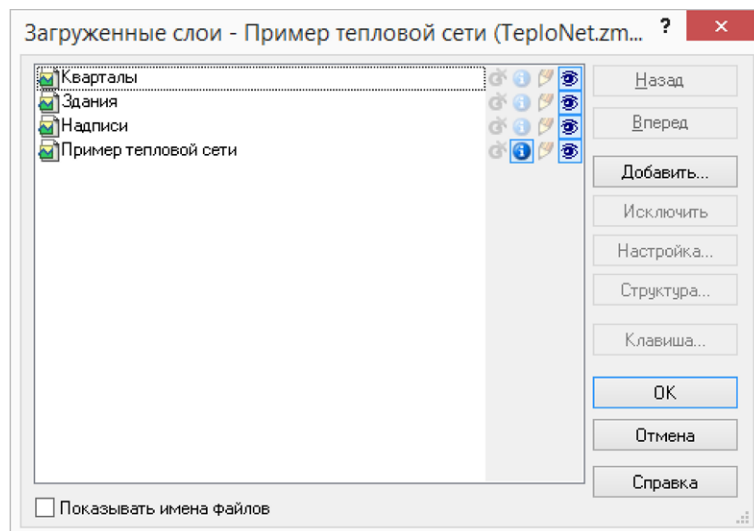 Загруженные слои - Пример тепловой сети (TeploNet.zm...
?
Кварталы
Здания
Надписи
Пример тепловой сети
Назад
Вперед
Добавить...
Исключить
Настройка...
Структура...
Клавиша...
OK
Отмена
Справка
Показывать имена файлов